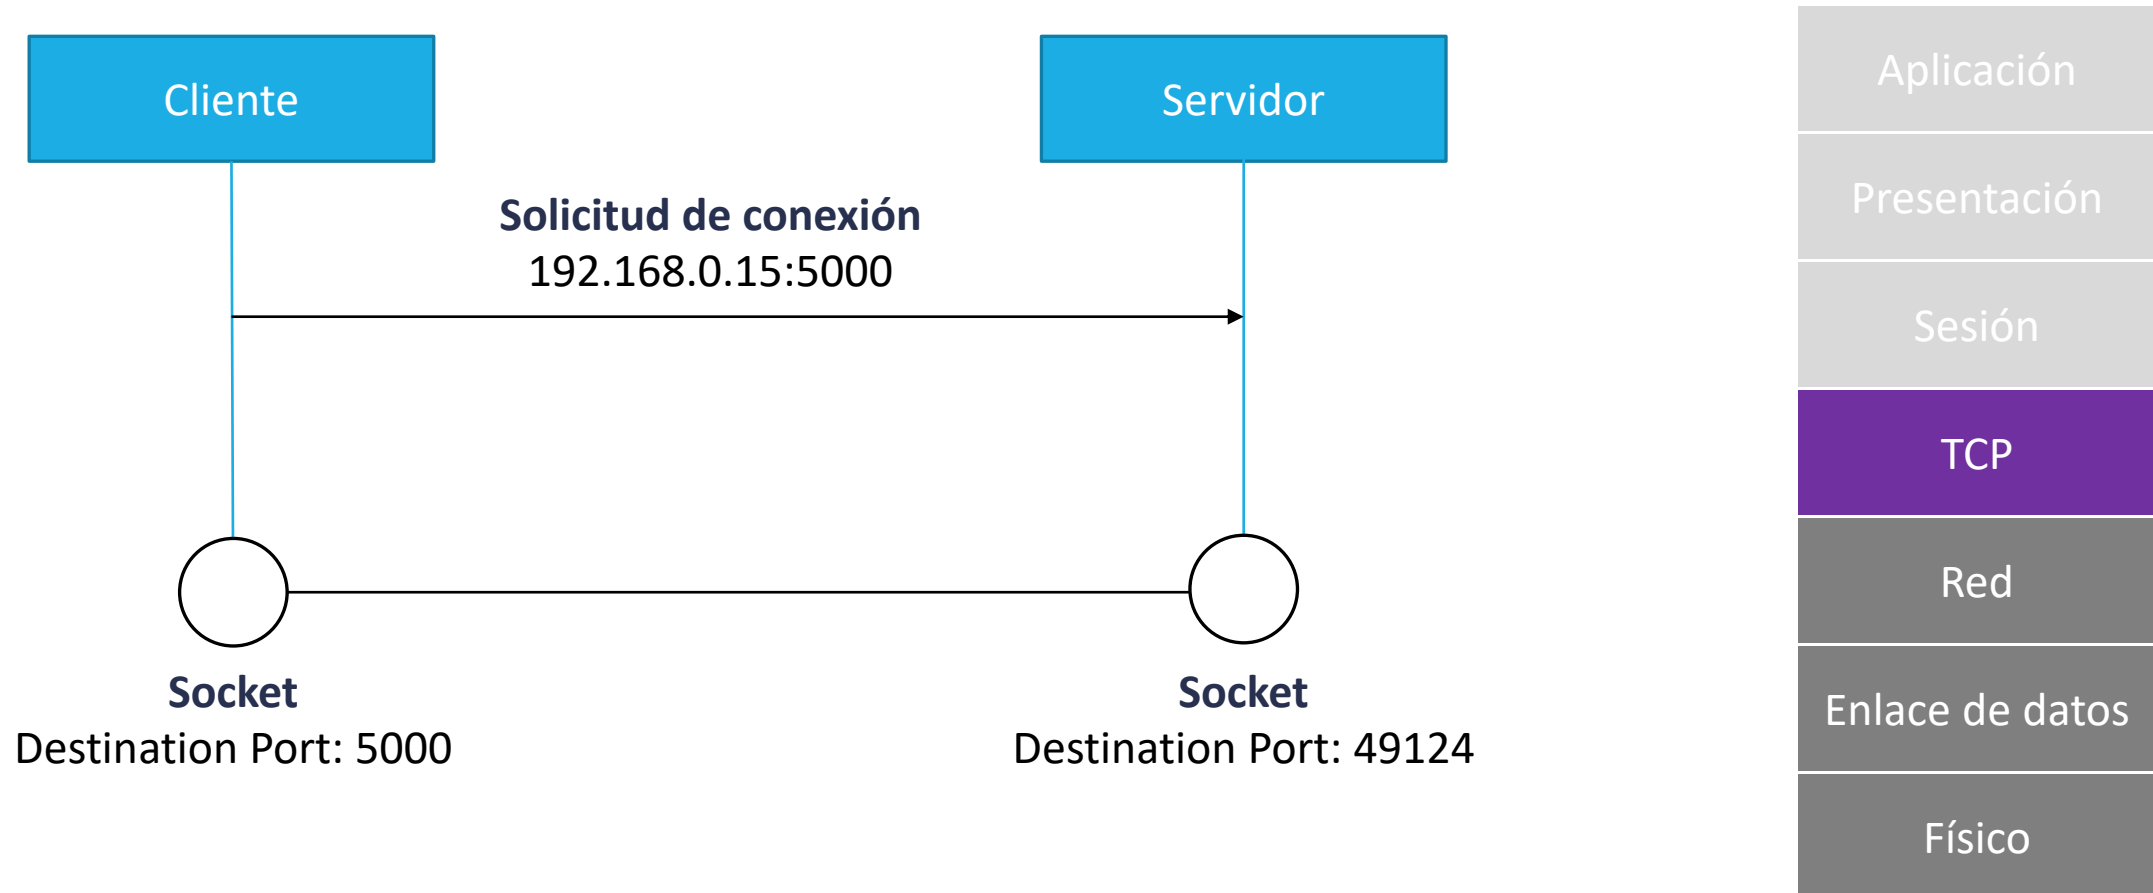 Cliente
Servidor
Solicitud de conexión
192.168.0.15:5000
Socket
Destination Port: 5000
Socket
Destination Port: 49124
Aplicación
Presentación
Sesión
TCP
Red
Enlace de datos
Físico